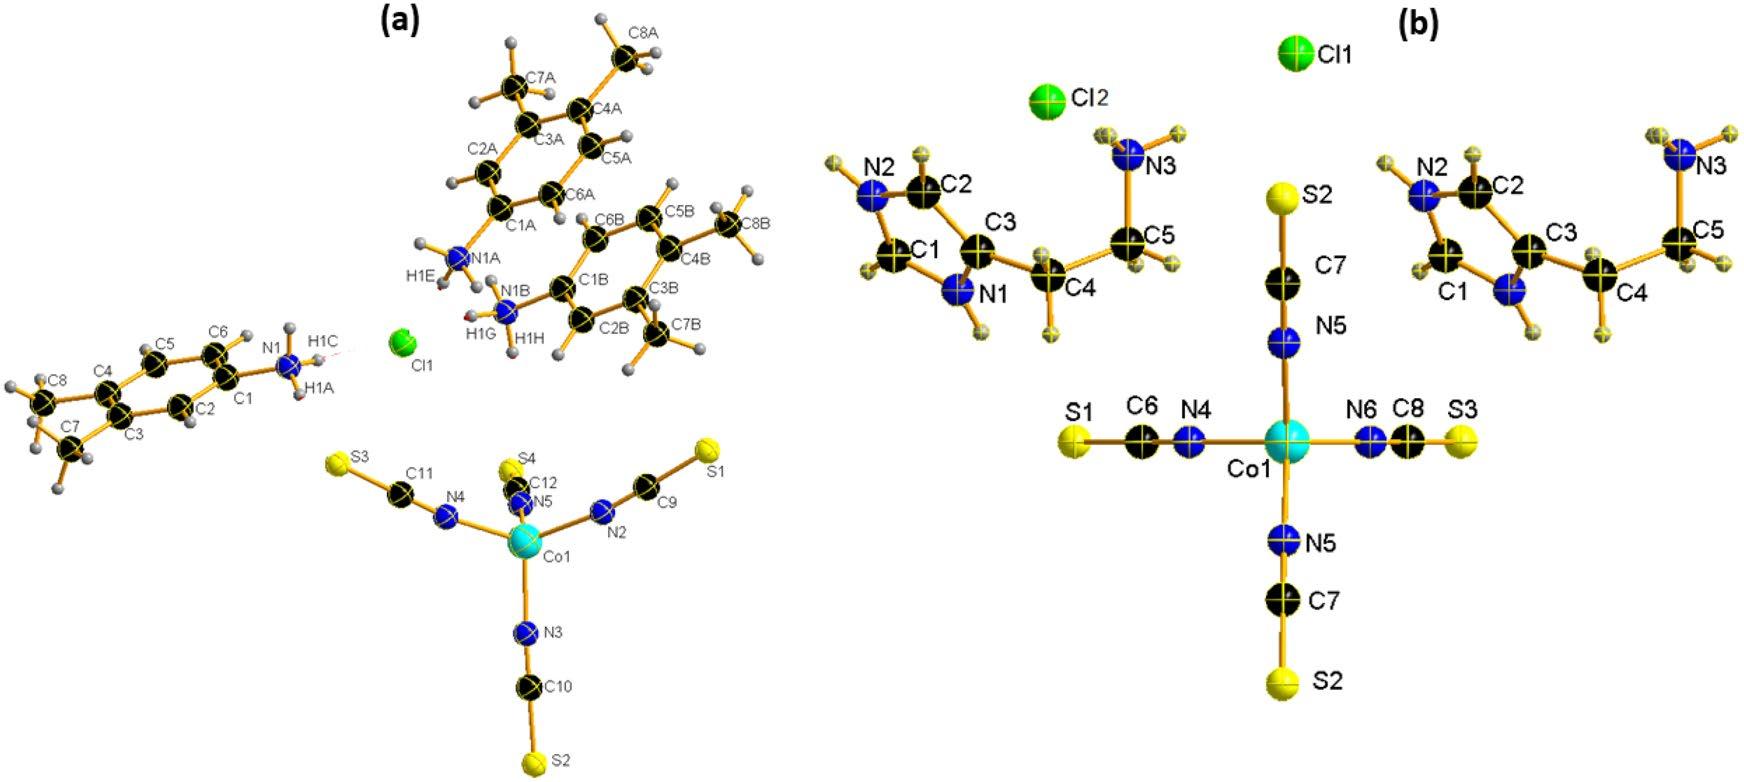 (a)
C8A
C7A
C4A
C3A
C2A
C5A
C6A
C1A
C5B
C6B
C8B
C4B
N1A
H1E
C1B
N1B
C3B
H1G
H1H
C2B
C7B
Cl1
C6
C5
N1
H1C
C4
C8
H1A
C1
C2
C3
C7
S3
C11
S4
C12
S1
N4
N5
C9
N2
Co1
N3
C10
S2
(b)
Cl1
Cl2
N2
C2
N3
C3
C5
C1
N1
C4
S2
N2
C2
N3
C3
C5
C1
C4
C7
N5
S1
C6
N4
N6
C8
S3
Co1
N5
C7
S2